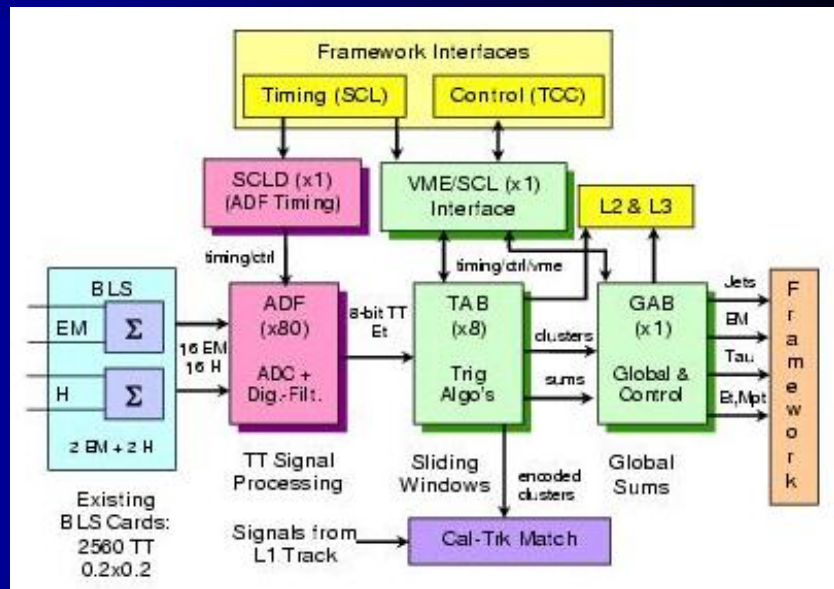 Framework Interfaces
Timing (SCL)
Control (TCC)
SCLD (x1)
(ADF Timing)
VME/SCL (x1)
Interface
L2 & L3
timing/ctrl
timing/ctrl/vme
BLS
EM
Σ
H
Σ
2 EM + 2 H
16 EM
16 H
ADF
(x80)
ADC +
Dig.-Filt.
8-bit TT
Et
TAB
(x8)
Trig
Algo's
clusters
sums
GAB
(x1)
Global &
Control
Jets
EM
Tau
Et,Mpt
Framework
TT Signal
Processing
Sliding
Windows
encoded
clusters
Global
Sums
Existing
BLS Cards:
2560 TT
0.2x0.2
Signals from
L1 Track
Cal-Trk Match